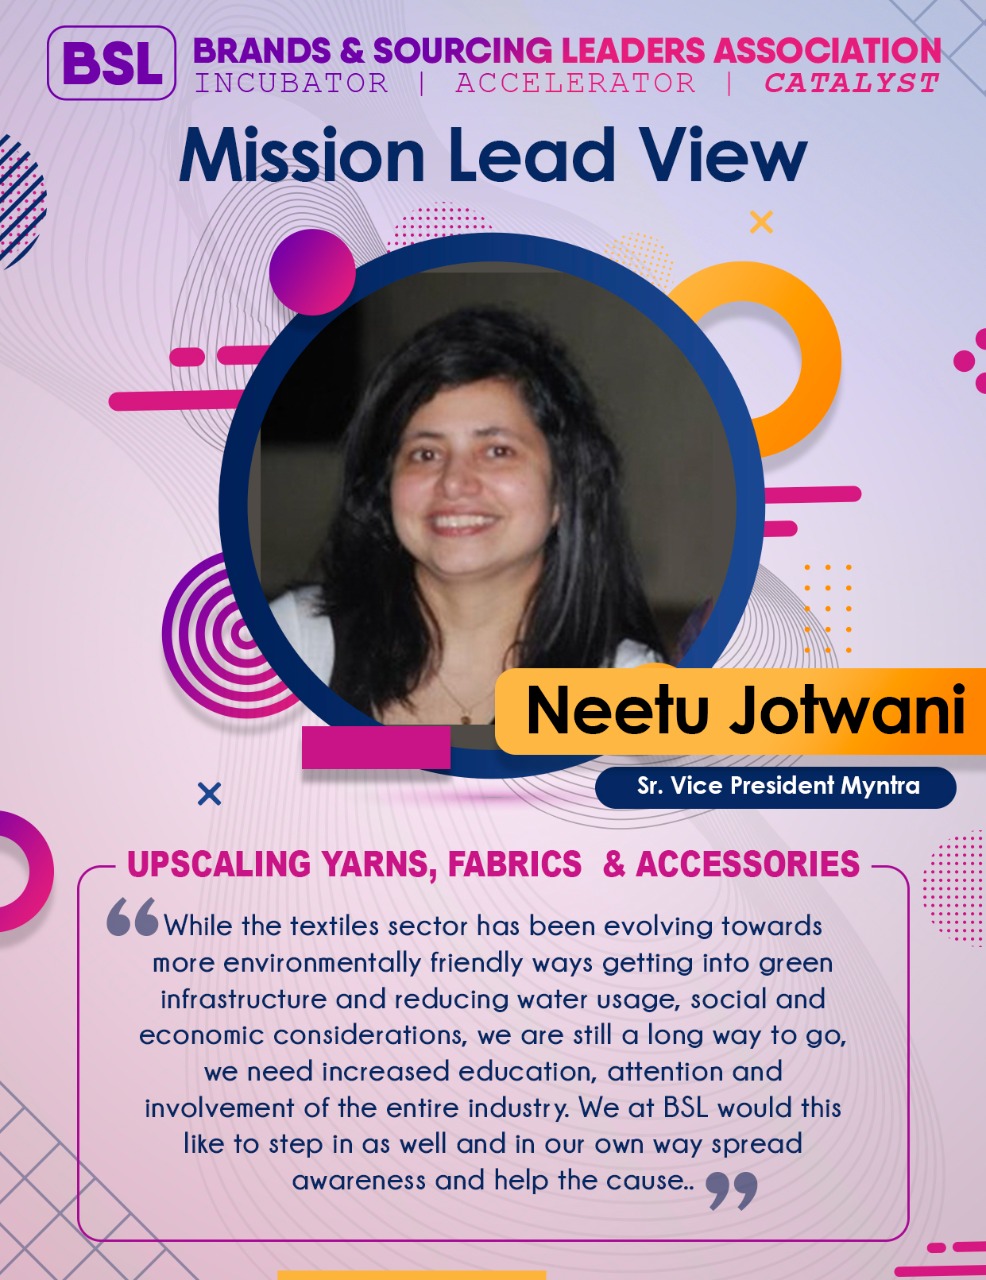 BSL
BRANDS & SOURCING LEADERS ASSOCIATION
INCUBATOR | ACCELERATOR | CATALYST
Mission Lead View
Neetu Jotwani
Sr. Vice President Myntra
UPSCALING YARNS, FABRICS & ACCESSORIES
“While the textiles sector has been evolving towards
more environmentally friendly ways getting into green
infrastructure and reducing water usage, social and
economic considerations, we are still a long way to go,
we need increased education, attention and
involvement of the entire industry. We at BSL would this
like to step in as well and in our own way spread
awareness and help the cause..”